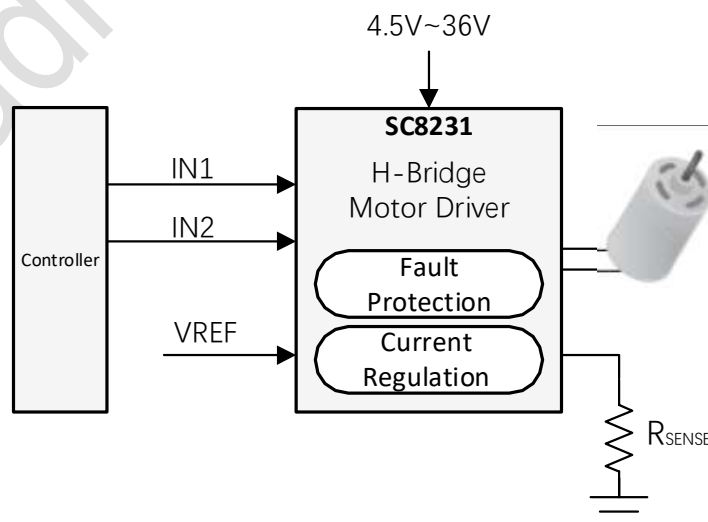 4.5V~36V
SC8231
H-Bridge
Motor Driver
IN1
IN2
Controller
Fault
Protection
VREF
Current
Regulation
RSENSE